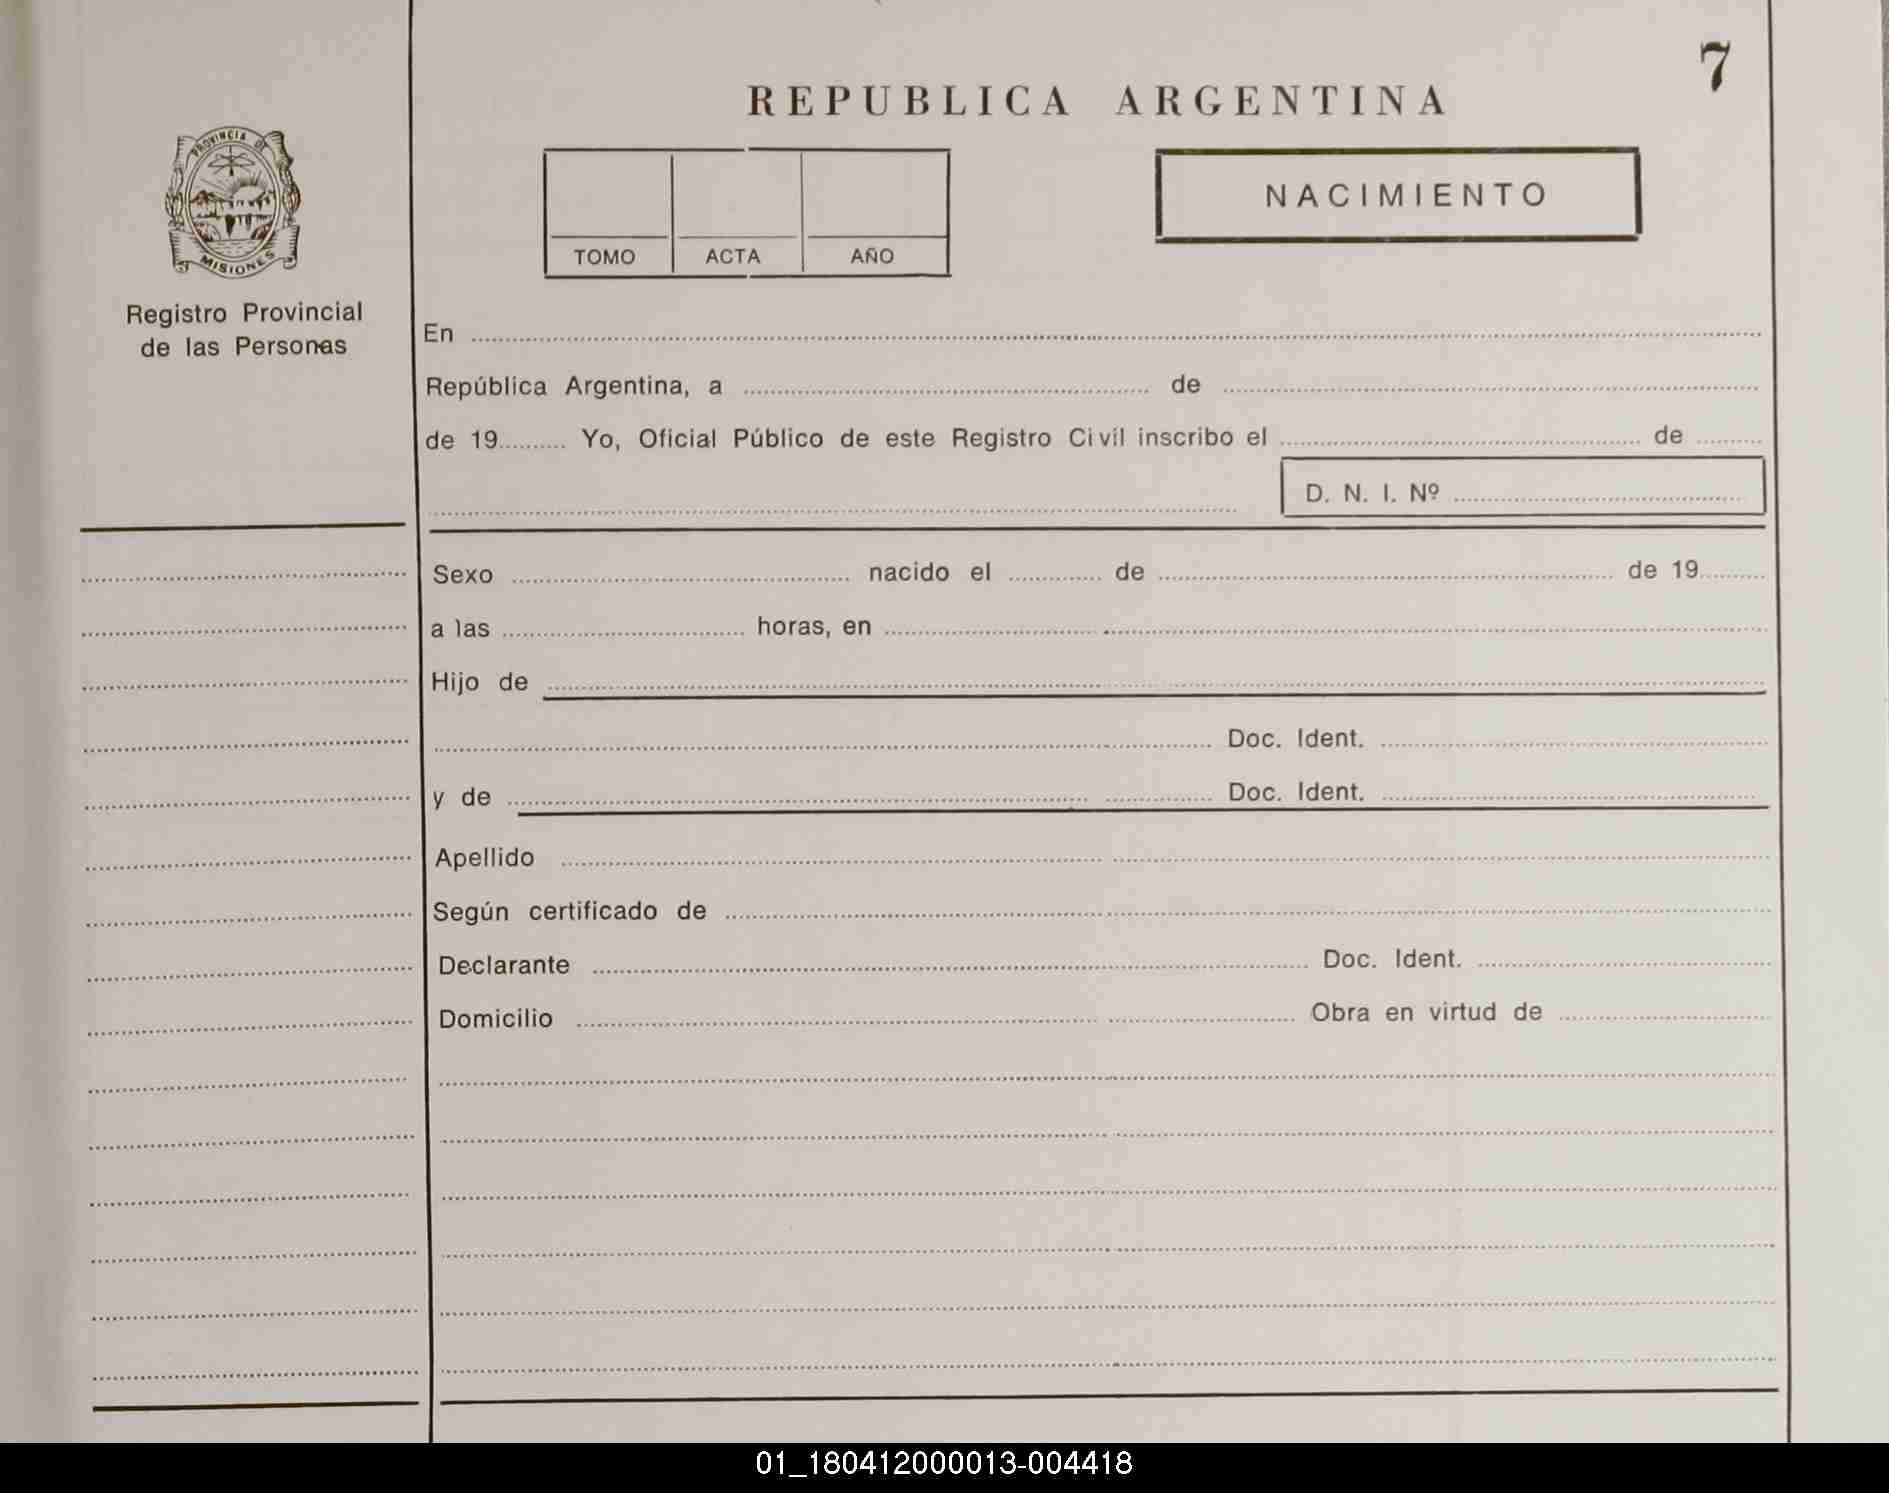 7
REPUBLICA ARGENTINA
PROVINCIA DE
MISIONES
Registro Provincial
de las Personas
TOMO ACTA AÑO
NACIMIENTO
En
República Argentina, a de
de 19 Yo, Oficial Público de este Registro Civil inscribo el de
D. N. I. Nº
Sexo nacido el de de 19
a las horas, en
Hijo de
Doc. Ident.
y de Doc. Ident.
Apellido
Según certificado de
Declarante Doc. Ident.
Domicilio Obra en virtud de
01_180412000013-004418